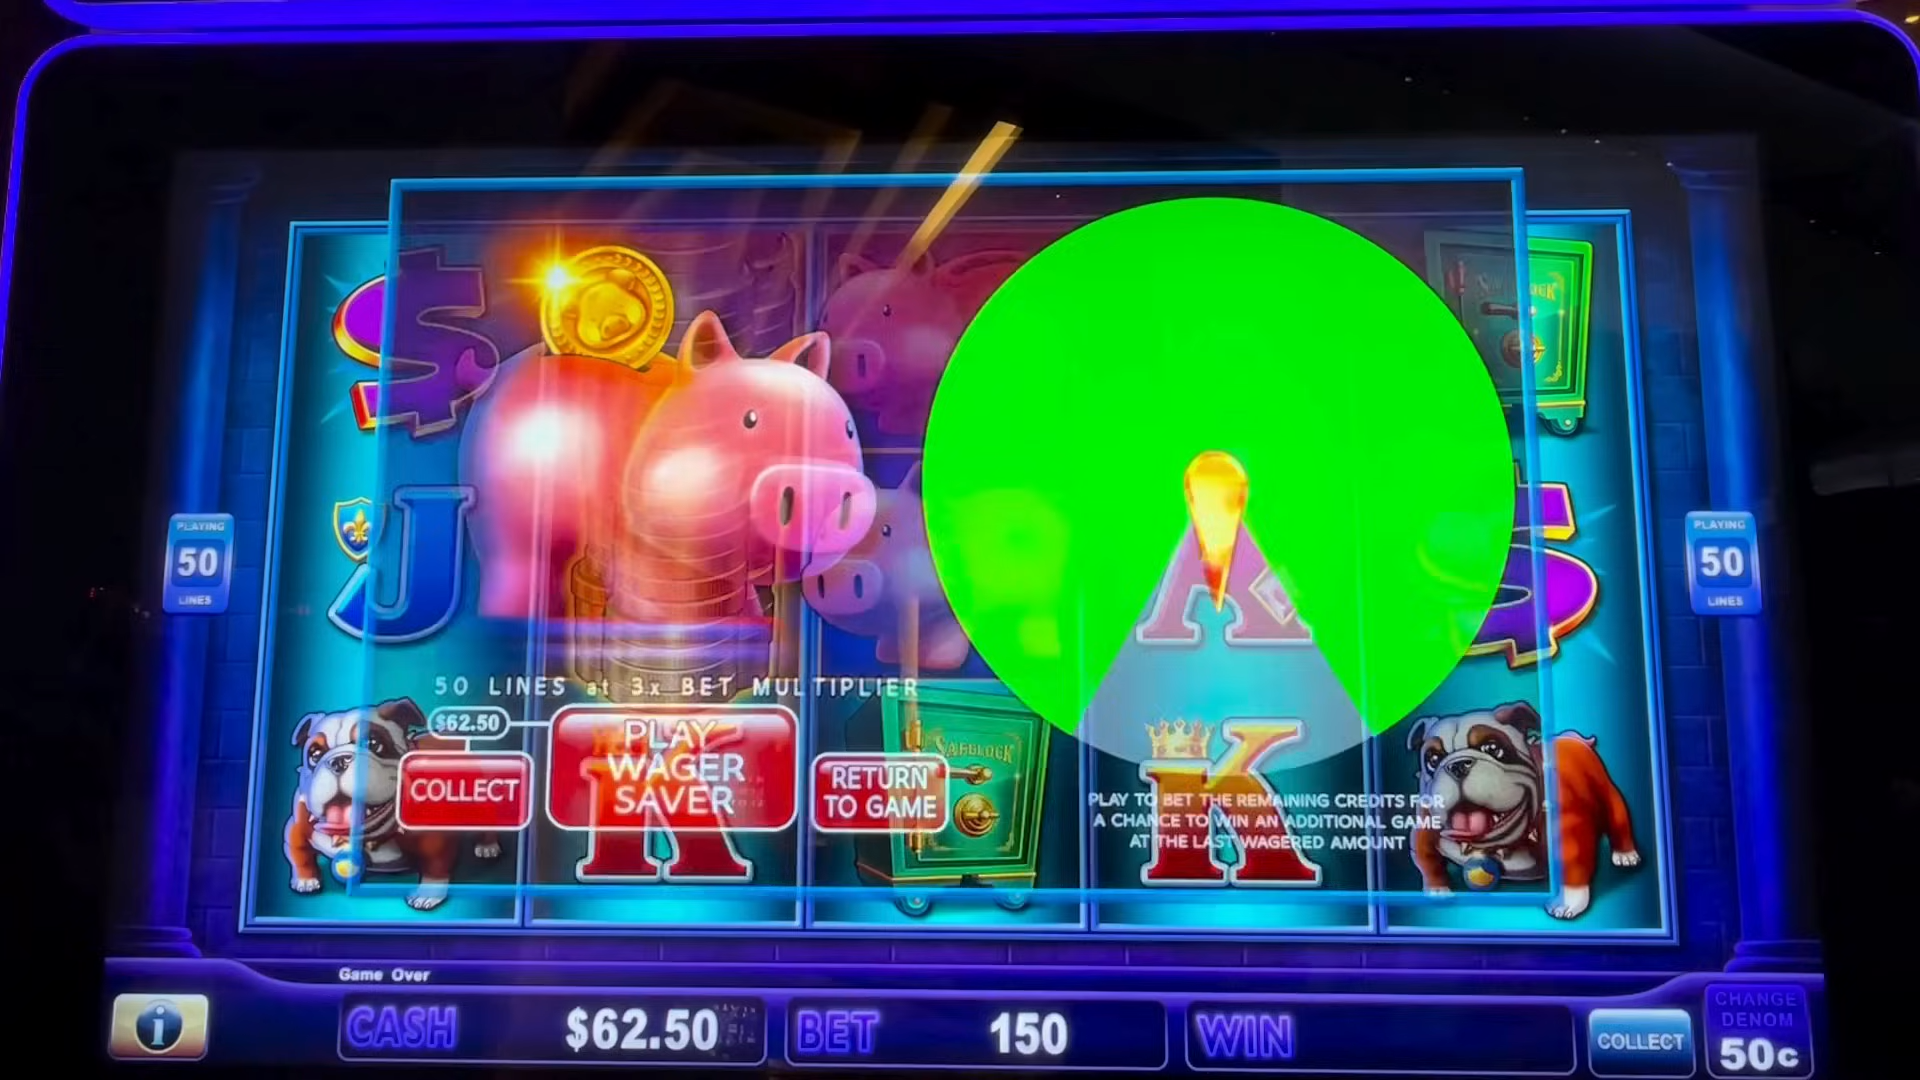 SAFELOCK
J
PLAYING
50
LINES
PLAYING
50
LINES
A
50 LINES at 3x BET MULTIPLIER
$62.50
PLAY
WAGER
SAVER
COLLECT
RETURN
TO GAME
SAFELOCK
K
K
PLAY TO BET THE REMAINING CREDITS FOR
A CHANCE TO WIN AN ADDITIONAL GAME
AT THE LAST WAGERED AMOUNT
Game Over
CASH
$62.50
BET
150
WIN
COLLECT
CHANGE
DENOM
50c